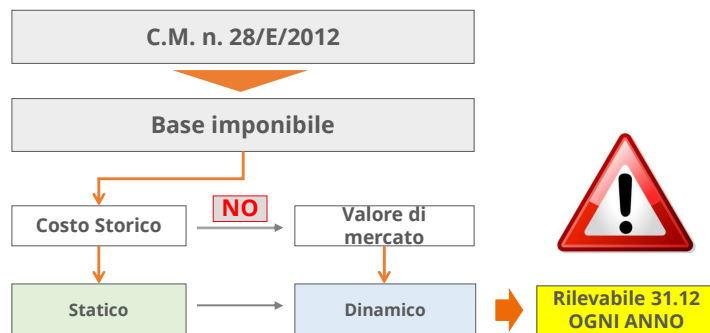 C.M. n. 28/E/2012
Base imponibile
NO
Costo Storico
Valore di
mercato
Statico
Dinamico
Rilevabile 31.12
OGNI ANNO